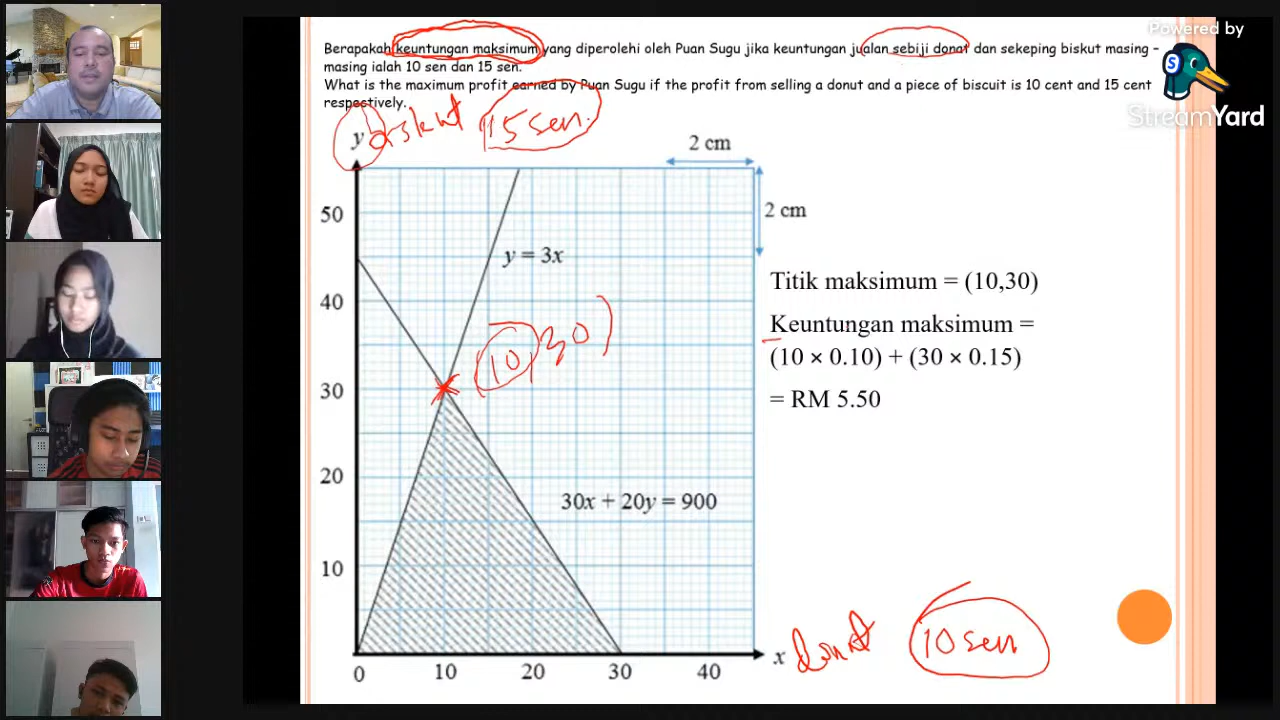 Berapakah keuntungan maksimum yang diperolehi oleh Puan Sugu jika keuntungan jualan sebiji donat dan sekeping biskut masing –
masing ialah 10 sen dan 15 sen.
What is the maximum profit earned by Puan Sugu if the profit from selling a donut and a piece of biscuit is 10 cent and 15 cent
respectively.
Powered by
S
StreamYard
15 sen.
y
2 cm
2 cm
50
40
30
20
10
0
10
20
30
40
x
y = 3x
(10, 30)
30x + 20y = 900
Titik maksimum = (10,30)
Keuntungan maksimum =
(10 × 0.10) + (30 × 0.15)
= RM 5.50
donat
10 sen